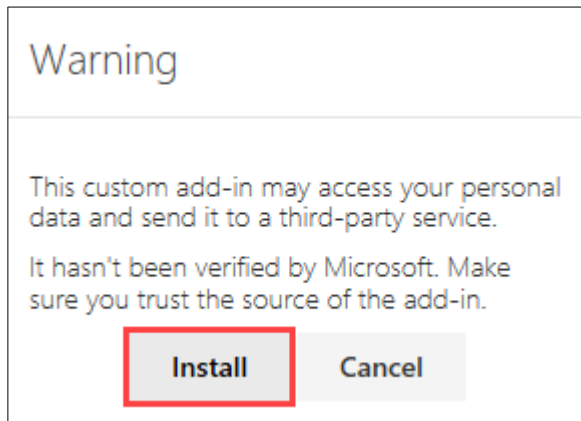 Warning
This custom add-in may access your personal
data and send it to a third-party service.
It hasn't been verified by Microsoft. Make
sure you trust the source of the add-in.
Install Cancel